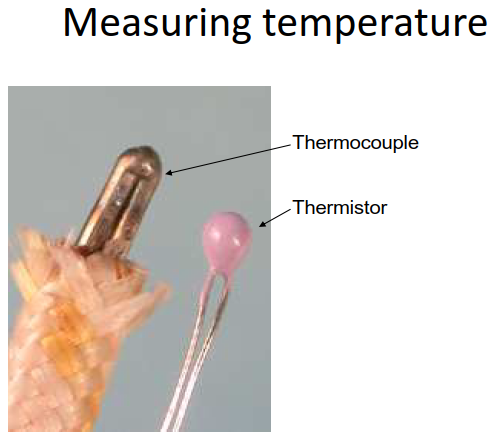 Measuring temperature
Thermocouple
Thermistor